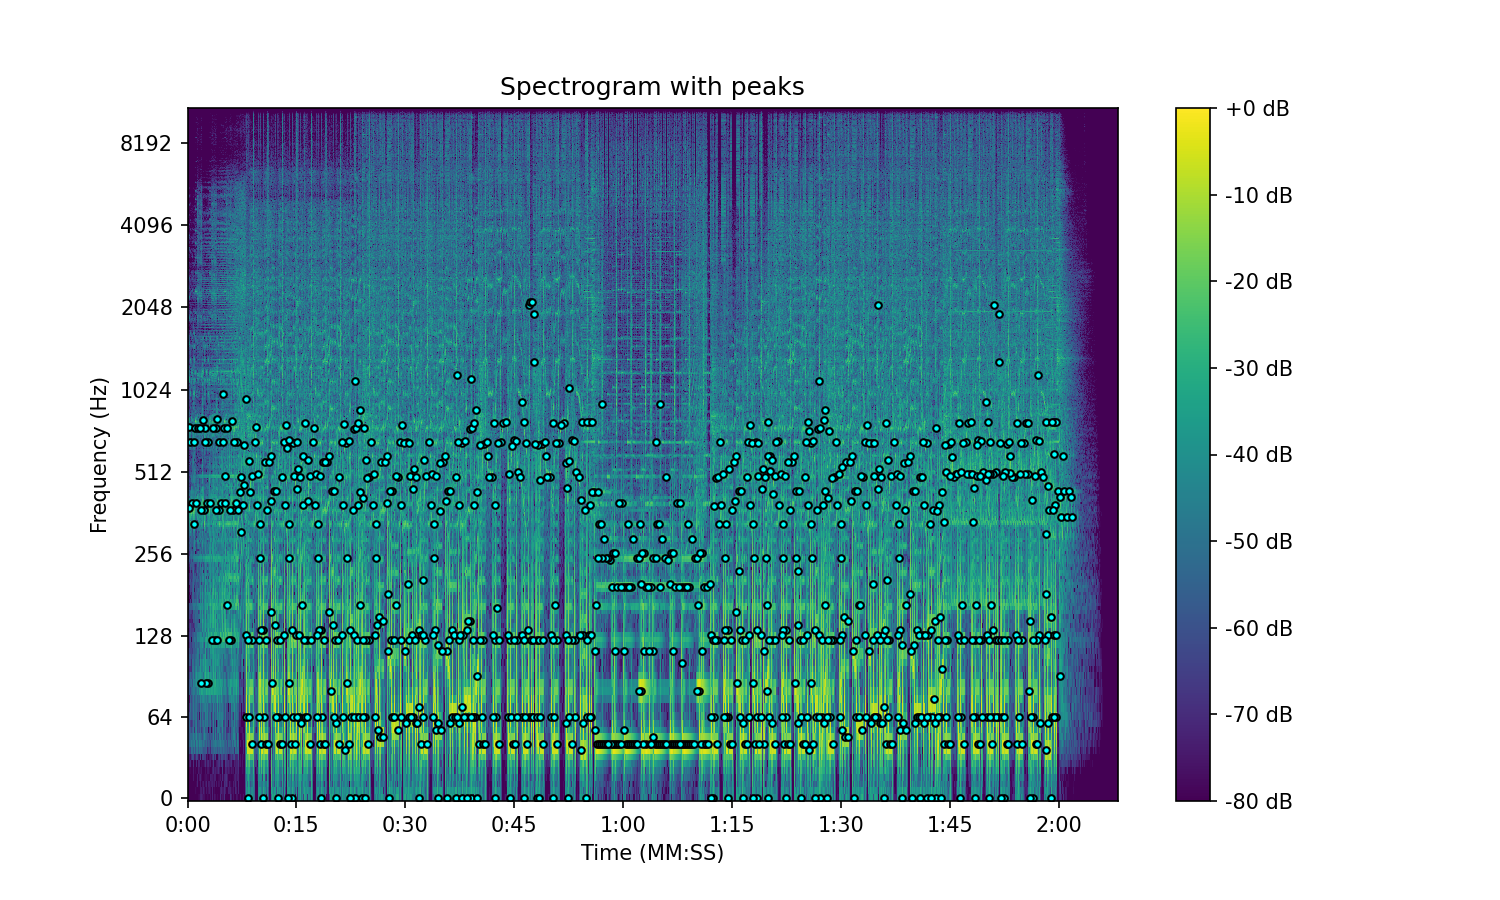 Spectrogram with peaks
+0 dB
8192
-10 dB
4096
-20 dB
2048
-30 dB
1024
-40 dB
Frequency (Hz)
512
-50 dB
256
-60 dB
128
-70 dB
64
0
-80 dB
0:00 0:15 0:30 0:45 1:00 1:15 1:30 1:45 2:00
Time (MM:SS)